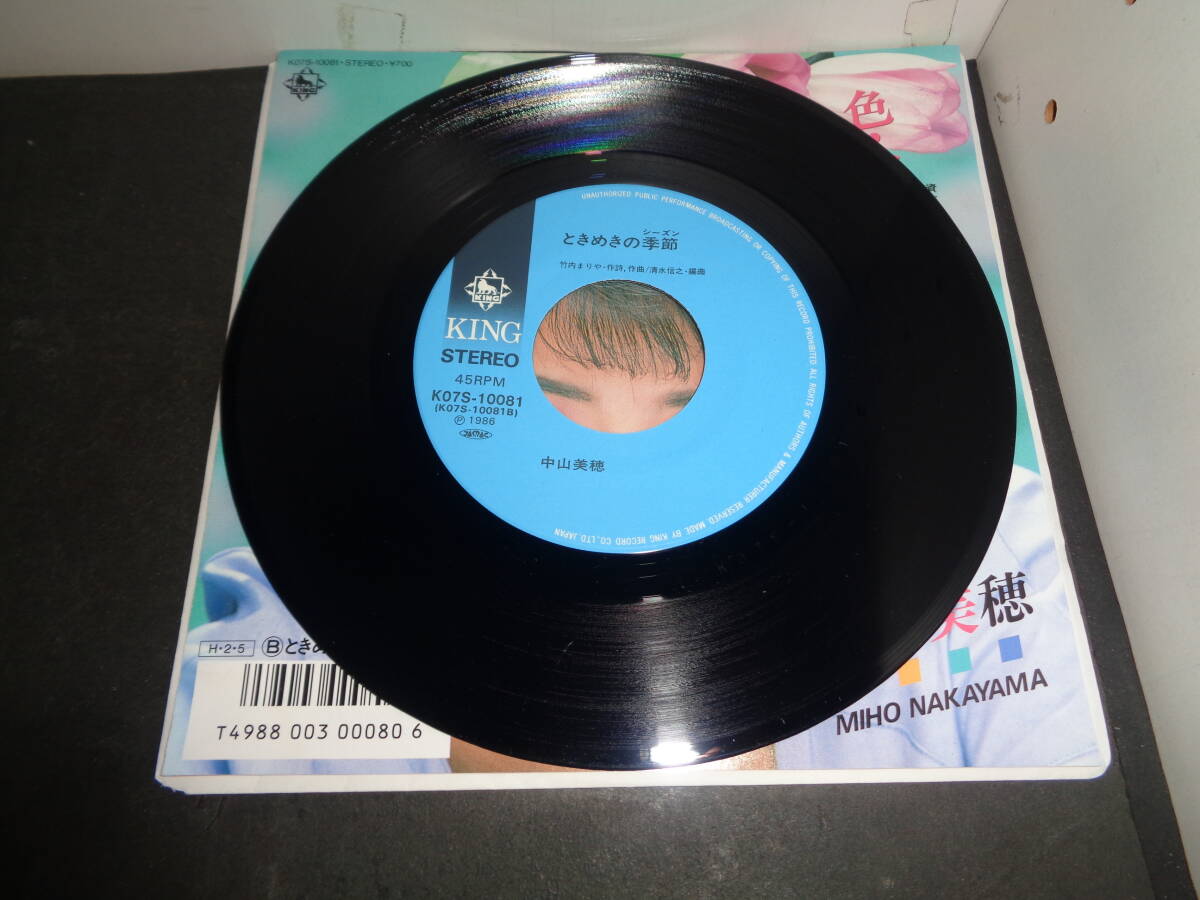 K07S-10081・STEREO・¥700
色
資
UNAUTHORIZED PUBLIC PERFORMANCE BROADCASTING OR COPYING OF THIS RECORD PROHIBITED ALL RIGHTS OF AUTHORS & MANUFACTURER RESERVED MADE BY KING RECORD CO.,LTD.JAPAN
シーズン
ときめきの季節
竹内まりや・作詩,作曲/清水信之・編曲
KING
KING
STEREO
45RPM
K07S-10081
(K07S-10081B)
Ⓟ 1986
中山美穂
美穂
MIHO NAKAYAMA
H・2・5 Ⓑときめ
T4988 003 00080 6